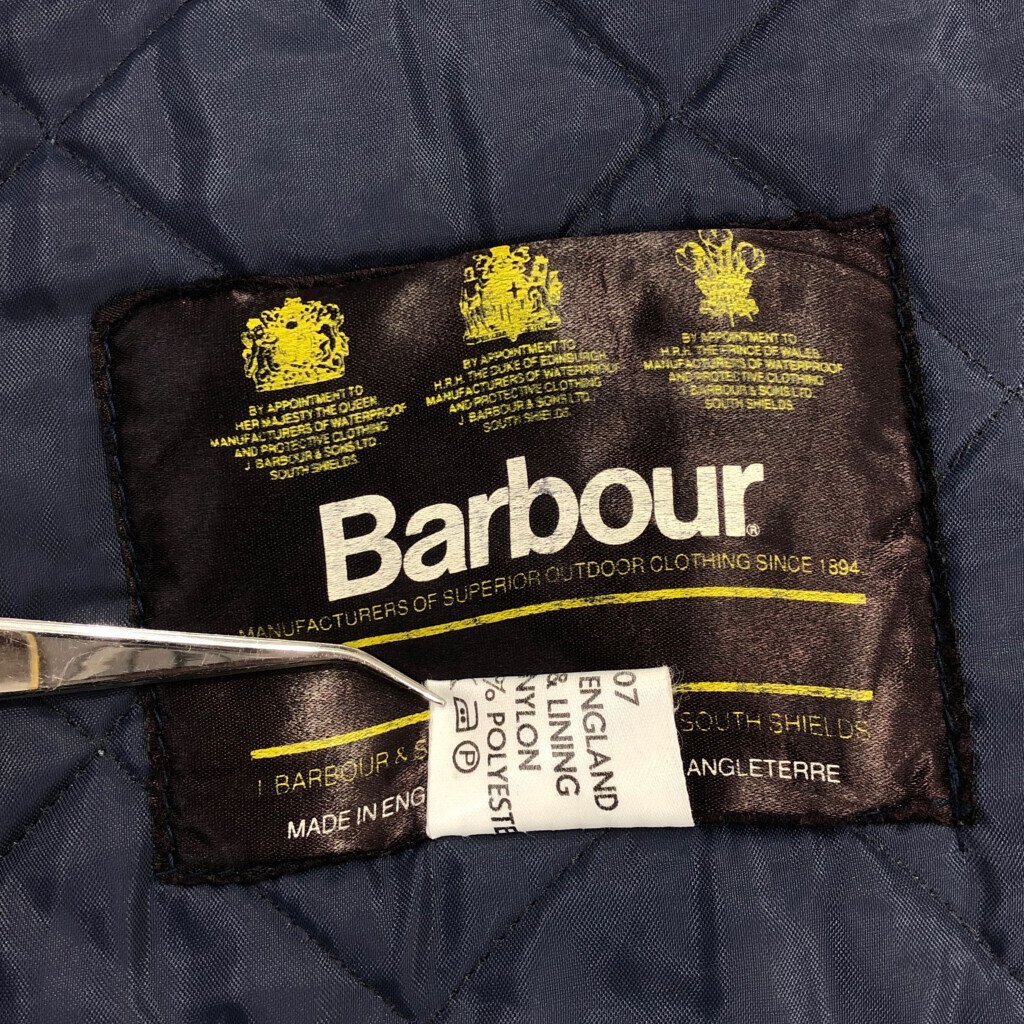 BY APPOINTMENT TO
HER MAJESTY THE QUEEN
MANUFACTURERS OF WATERPROOF
AND PROTECTIVE CLOTHING
J. BARBOUR & SONS LTD.
SOUTH SHIELDS.
BY APPOINTMENT TO
H.R.H. THE DUKE OF EDINBURGH
MANUFACTURERS OF WATERPROOF
AND PROTECTIVE CLOTHING
J. BARBOUR & SONS LTD.
SOUTH SHIELDS.
BY APPOINTMENT TO
H.R.H. THE PRINCE OF WALES
MANUFACTURERS OF WATERPROOF
AND PROTECTIVE CLOTHING
J. BARBOUR & SONS LTD.
SOUTH SHIELDS.
Barbour®
MANUFACTURERS OF SUPERIOR OUTDOOR CLOTHING SINCE 1894
J BARBOUR & S
SOUTH SHIELDS
MADE IN ENG
ANGLETERRE
07
ENGLAND
& LINING
NYLON
% POLYEST
P